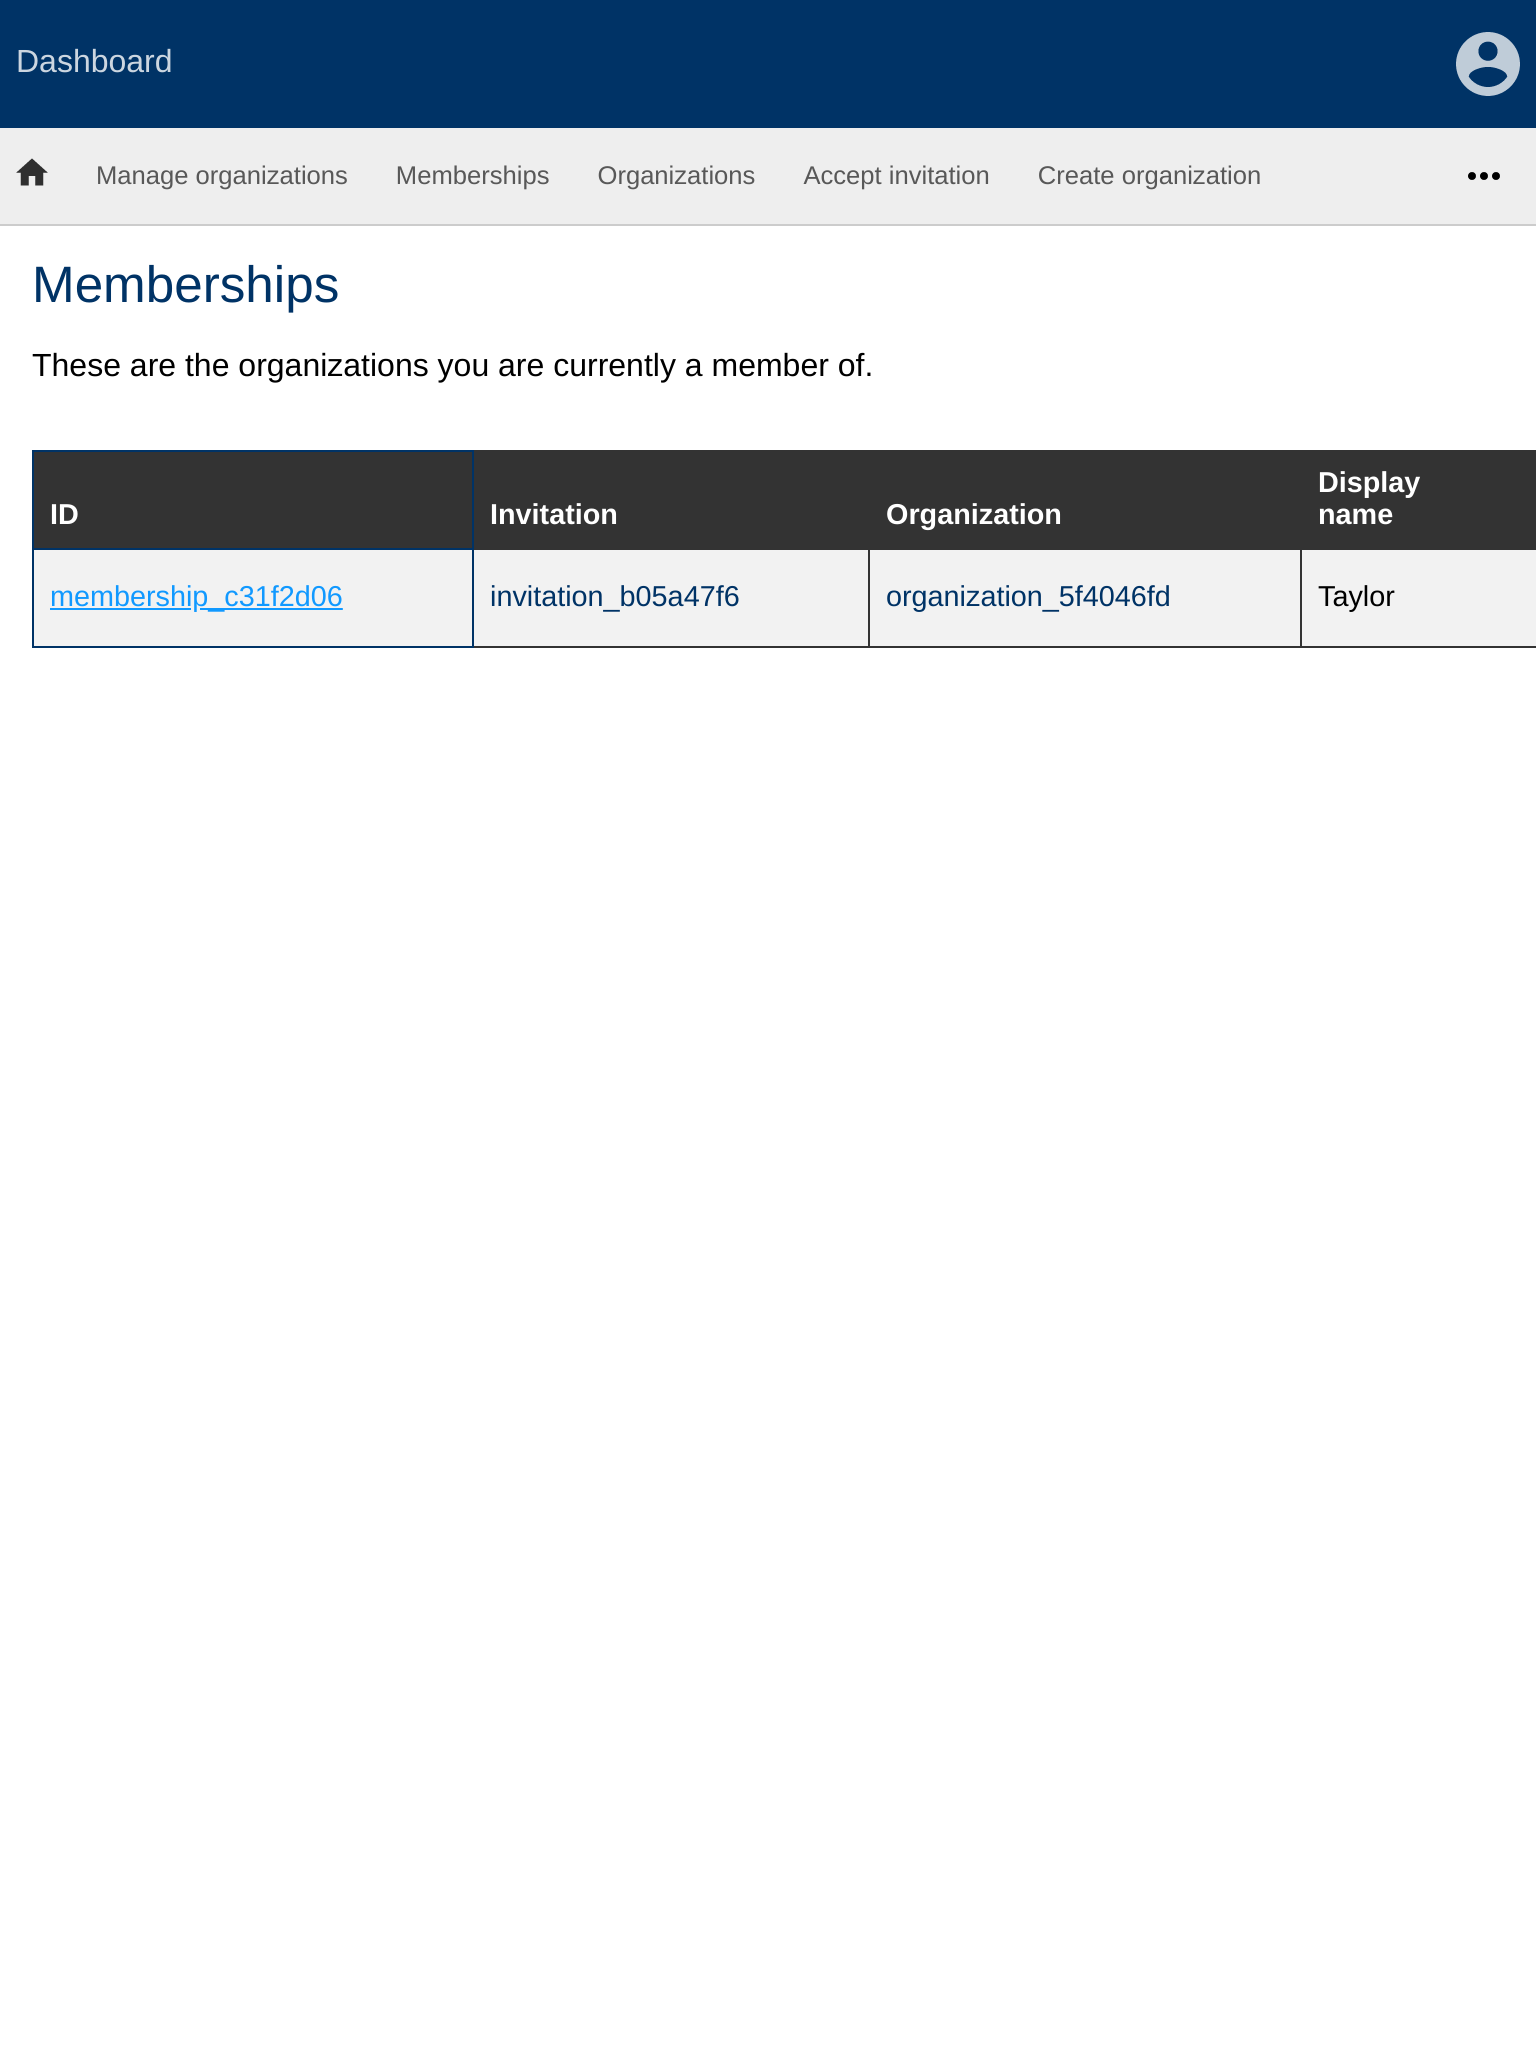 Dashboard
Manage organizations Memberships Organizations Accept invitation Create organization
Memberships
These are the organizations you are currently a member of.
ID Invitation Organization Display name
membership_c31f2d06 invitation_b05a47f6 organization_5f4046fd Taylor